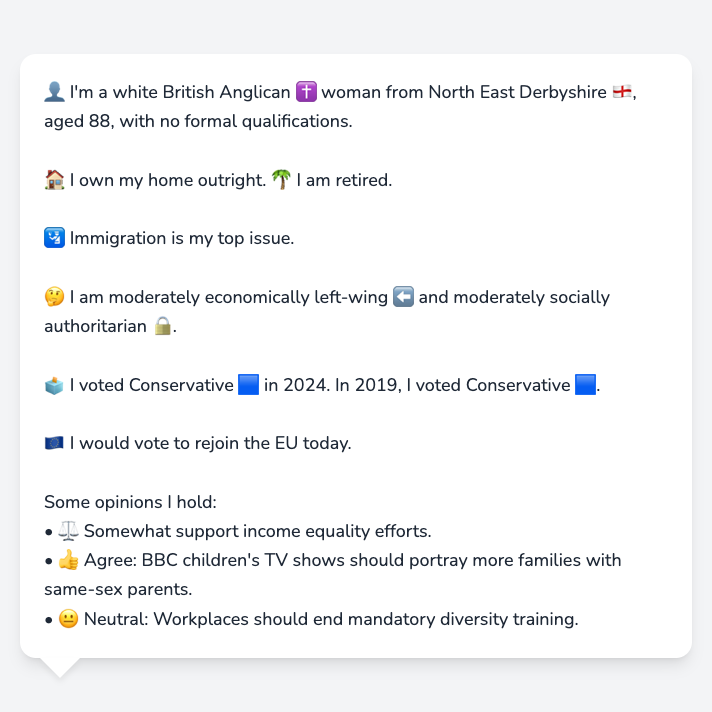 👤 I'm a white British Anglican ✝️ woman from North East Derbyshire 🏴󠁧󠁢󠁥󠁮󠁧󠁿,
aged 88, with no formal qualifications.
🏠 I own my home outright. 🌴 I am retired.
🛂 Immigration is my top issue.
🤔 I am moderately economically left-wing ⬅️ and moderately socially
authoritarian 🔒.
🗳️ I voted Conservative 🟦 in 2024. In 2019, I voted Conservative 🟦.
🇪🇺 I would vote to rejoin the EU today.
Some opinions I hold:
• ⚖️ Somewhat support income equality efforts.
• 👍 Agree: BBC children's TV shows should portray more families with
same-sex parents.
• 😐 Neutral: Workplaces should end mandatory diversity training.